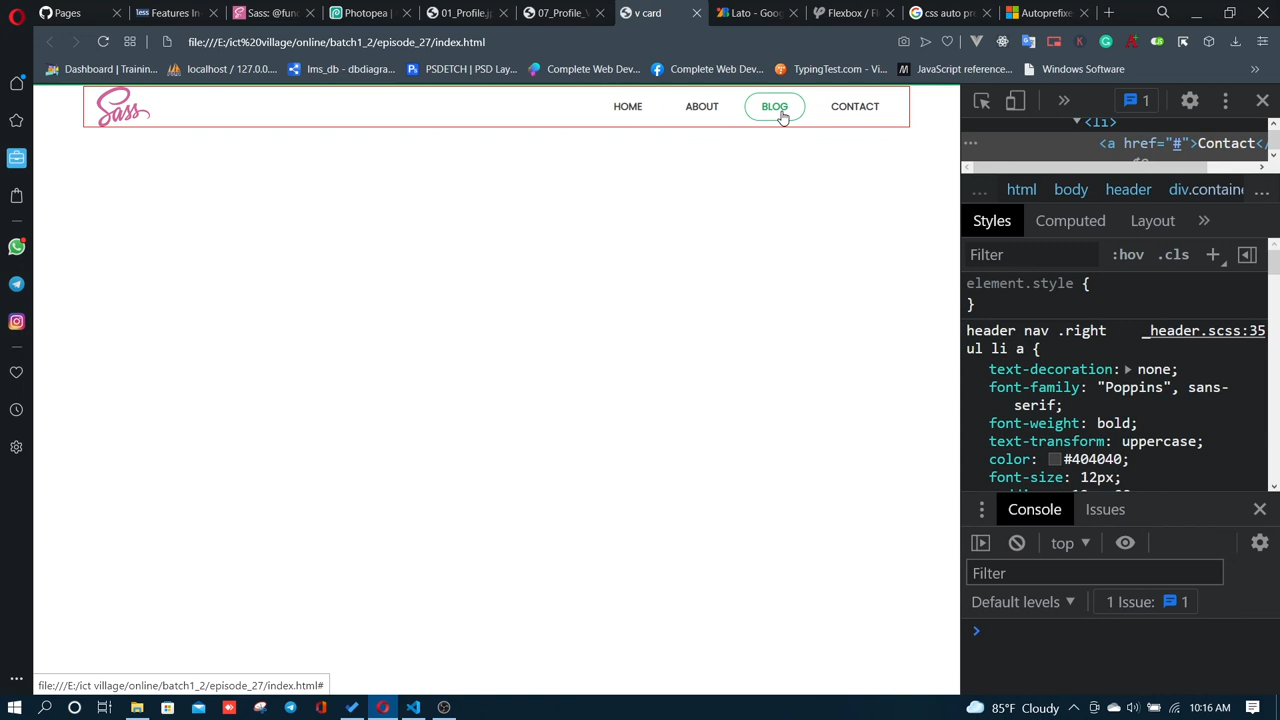 Pages
Features In
Sass: @fun
Photopea |
01_Profile.j
07_Profile_
v card
Lato - Goog
Flexbox / Fl
css auto pre
Autoprefixe
file:///E:/ict%20village/online/batch1_2/episode_27/index.html
Dashboard | Trainin...
localhost / 127.0.0...
lms_db - dbdiagra...
PSDETCH | PSD Lay...
Complete Web Dev...
Complete Web Dev...
TypingTest.com - Vi...
JavaScript reference...
Windows Software
Sass
HOME
ABOUT
BLOG
CONTACT
1
<li>
<a href="#">Contact</
... html body header div.containe ...
Styles Computed Layout
Filter :hov .cls
element.style {
}
header nav .right _header.scss:35
ul li a {
text-decoration: none;
font-family: "Poppins", sans-
serif;
font-weight: bold;
text-transform: uppercase;
color: #404040;
font-size: 12px;
Console Issues
top
Filter
Default levels 1 Issue: 1
file:///E:/ict village/online/batch1_2/episode_27/index.html#
85°F Cloudy
10:16 AM